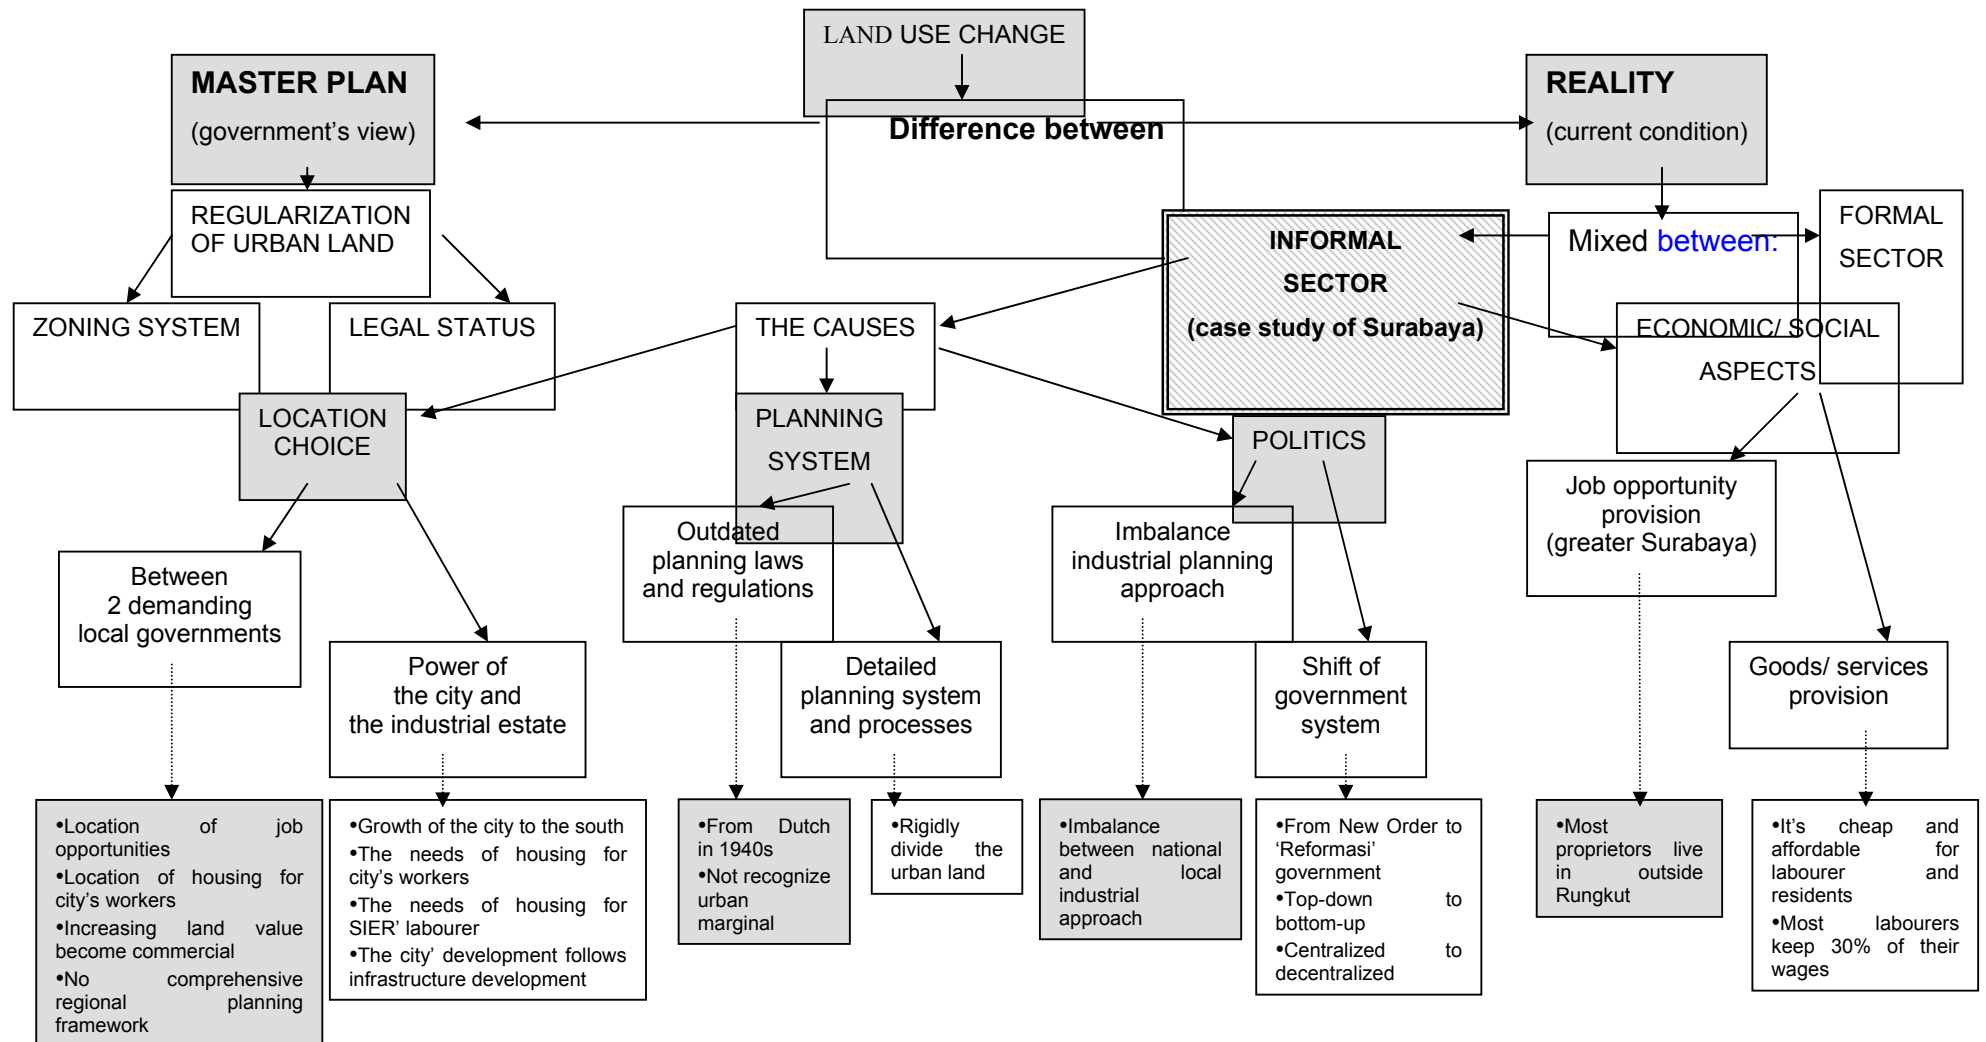 LAND USE CHANGE
MASTER PLAN
(government's view)
Difference between
REALITY
(current condition)
REGULARIZATION
OF URBAN LAND
INFORMAL
SECTOR
(case study of Surabaya)
Mixed between:
FORMAL
SECTOR
ZONING SYSTEM
LEGAL STATUS
THE CAUSES
ECONOMIC/ SOCIAL
ASPECTS
LOCATION
CHOICE
PLANNING
SYSTEM
POLITICS
Between
2 demanding
local governments
Power of
the city and
the industrial estate
Outdated
planning laws
and regulations
Detailed
planning system
and processes
Imbalance
industrial planning
approach
Shift of
government
system
Job opportunity
provision
(greater Surabaya)
Goods/ services
provision
•Location of job
opportunities
•Location of housing for
city's workers
•Increasing land value
become commercial
•No comprehensive
regional planning
framework
•Growth of the city to the south
•The needs of housing for
city's workers
•The needs of housing for
SIER' labourer
•The city' development follows
infrastructure development
•From Dutch
in 1940s
•Not recognize
urban
marginal
•Rigidly
divide the
urban land
•Imbalance
between national
and local
industrial
approach
•From New Order to
'Reformasi'
government
•Top-down to
bottom-up
•Centralized to
decentralized
•Most
proprietors live
in outside
Rungkut
•It's cheap and
affordable for
labourer and
residents
•Most labourers
keep 30% of their
wages